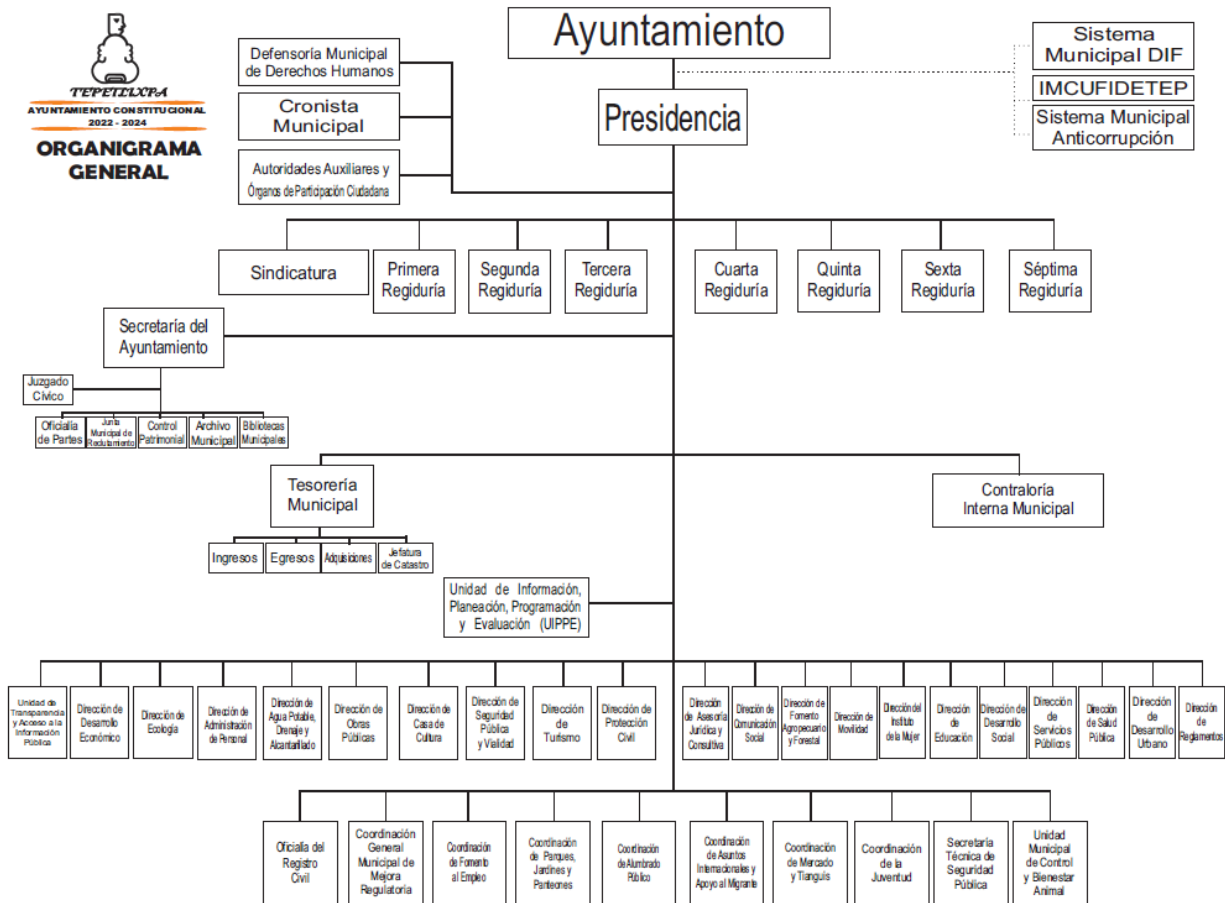 TEPETLIXPA
AYUNTAMIENTO CONSTITUCIONAL
2022 - 2024
ORGANIGRAMA
GENERAL
Ayuntamiento
Presidencia
Defensoría Municipal
de Derechos Humanos
Cronista
Municipal
Autoridades Auxiliares y
Órganos de Participación Ciudadana
Sistema
Municipal DIF
IMCUFIDETEP
Sistema Municipal
Anticorrupción
Sindicatura
Primera
Regiduría
Segunda
Regiduría
Tercera
Regiduría
Cuarta
Regiduría
Quinta
Regiduría
Sexta
Regiduría
Séptima
Regiduría
Secretaría del
Ayuntamiento
Juzgado
Cívico
Oficialía
de Partes
Junta
Municipal de
Reclutamiento
Control
Patrimonial
Archivo
Municipal
Bibliotecas
Municipales
Tesorería
Municipal
Contraloría
Interna Municipal
Ingresos
Egresos
Adquisiciones
Jefatura
de Catastro
Unidad de Información,
Planeación, Programación
y Evaluación (UIPPE)
Unidad de
Transparencia
y Acceso a la
Información
Pública
Dirección de
Desarrollo
Económico
Dirección de
Ecología
Dirección de
Administración
de Personal
Dirección de
Agua Potable,
Drenaje y
Alcantarillado
Dirección de
Obras
Públicas
Dirección de
Casa de
Cultura
Dirección de
Seguridad
Pública
y Vialidad
Dirección
de
Turismo
Dirección
de Protección
Civil
Dirección
de Asesoría
Jurídica y
Consultiva
Dirección de
Comunicación
Social
Dirección de
Fomento
Agropecuario
y Forestal
Dirección de
Movilidad
Dirección del
Instituto
de la Mujer
Dirección
de
Educación
Dirección de
Desarrollo
Social
Dirección
de
Servicios
Públicos
Dirección
de Salud
Pública
Dirección
de
Desarrollo
Urbano
Dirección
de
Reglamentos
Oficialía del
Registro
Civil
Coordinación
General
Municipal de
Mejora
Regulatoria
Coordinación
de Fomento
al Empleo
Coordinación
de Parques,
Jardines y
Panteones
Coordinación
de Alumbrado
Público
Coordinación
de Asuntos
Internacionales y
Apoyo al Migrante
Coordinación
de Mercado
y Tianguis
Coordinación
de la
Juventud
Secretaría
Técnica de
Seguridad
Pública
Unidad
Municipal
de Control
y Bienestar
Animal